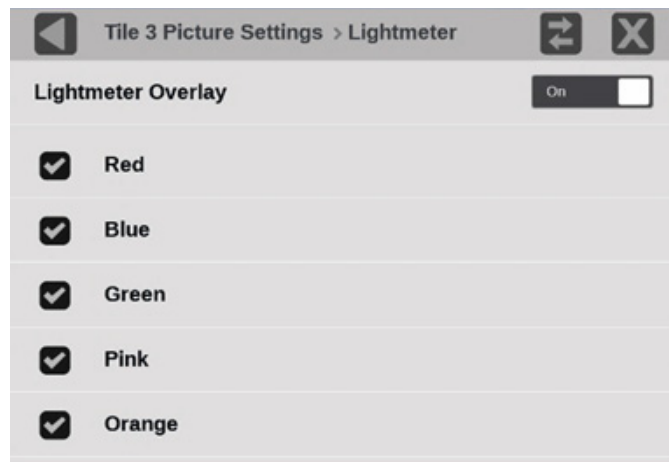 Tile 3 Picture Settings > Lightmeter
Lightmeter Overlay
On
Red
Blue
Green
Pink
Orange